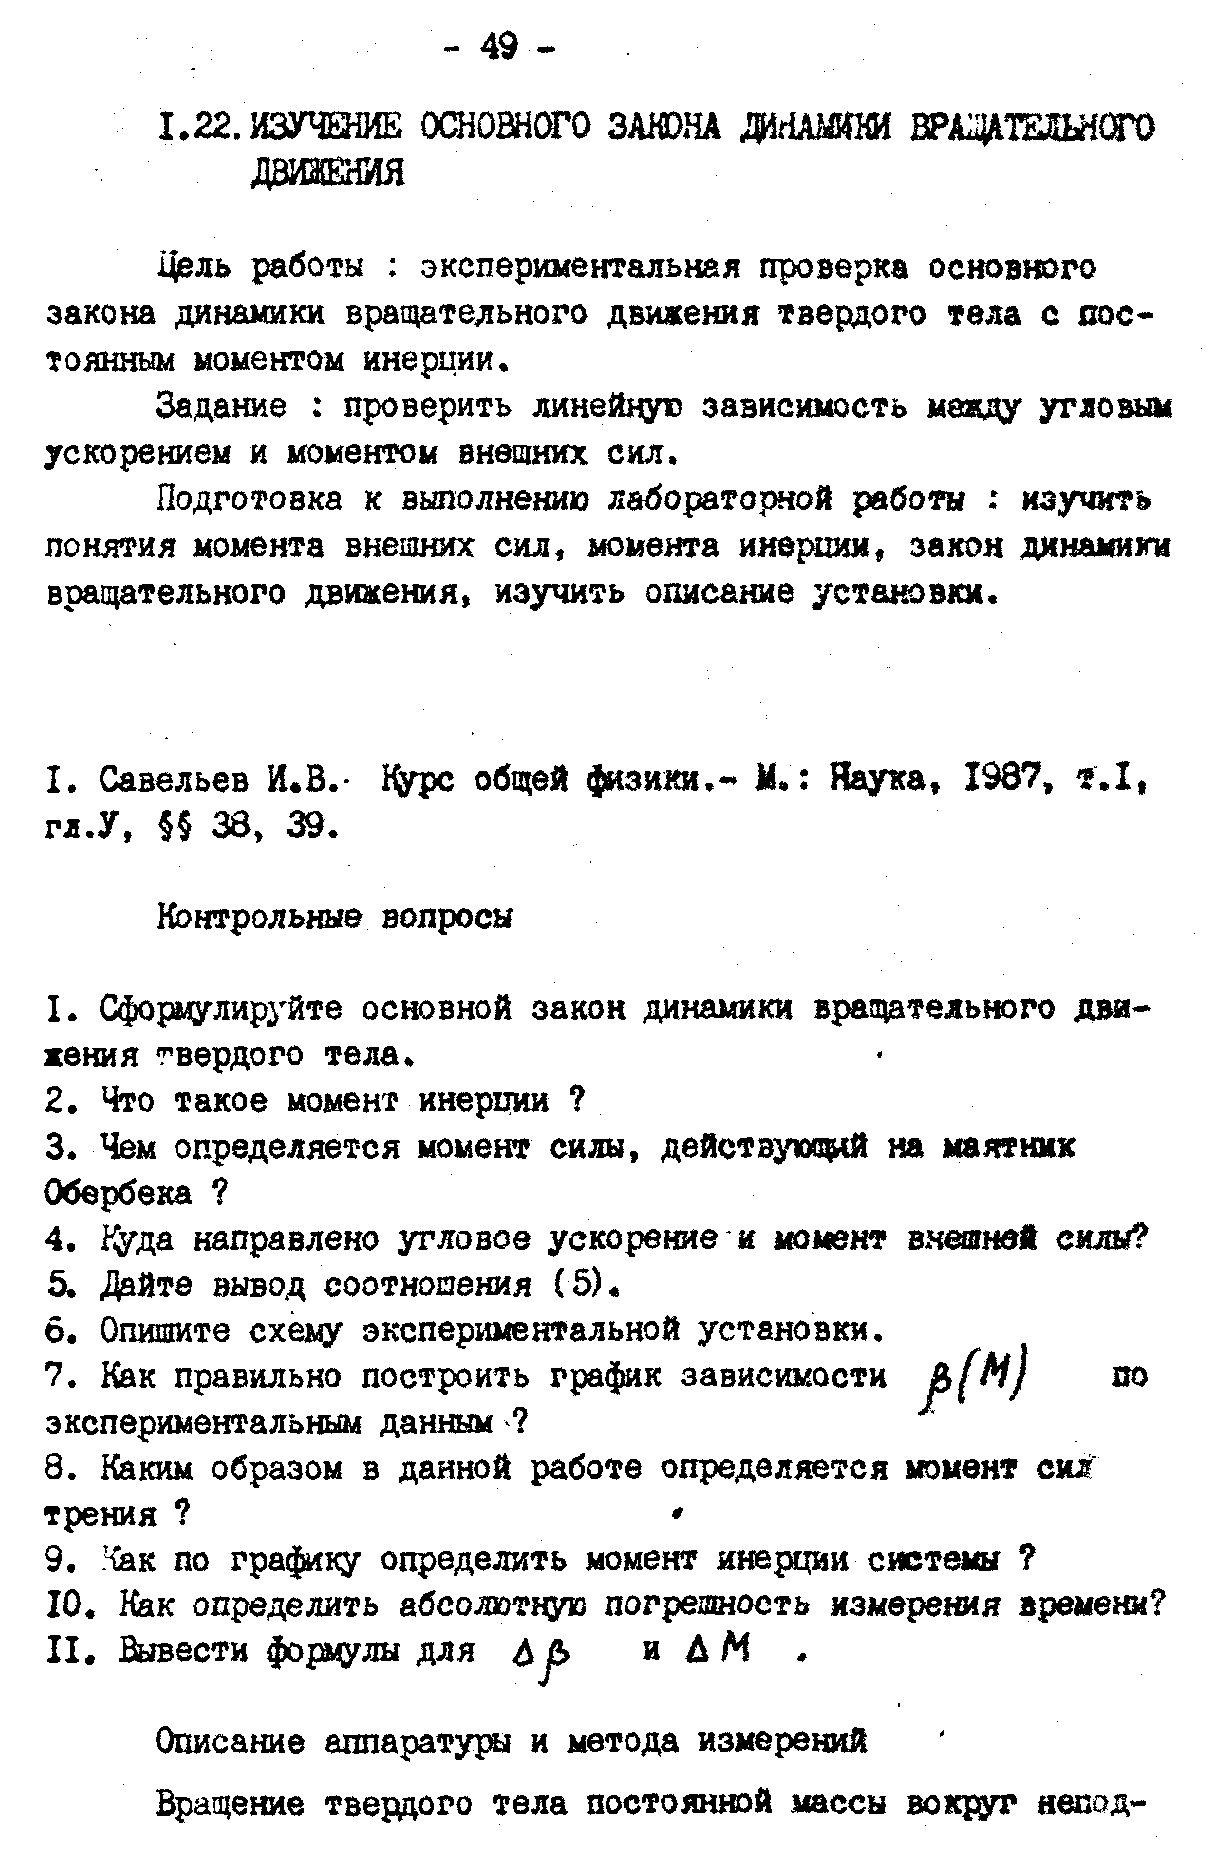 - 49 -
I.22. ИЗУЧЕНИЕ ОСНОВНОГО ЗАКОНА ДИНАМИКИ ВРАЩАТЕЛЬНОГО
ДВИЖЕНИЯ
Цель работы : экспериментальная проверка основного
закона динамики вращательного движения твердого тела с пос-
тоянным моментом инерции.
Задание : проверить линейную зависимость между угловым
ускорением и моментом внешних сил.
Подготовка к выполнению лабораторной работы : изучить
понятия момента внешних сил, момента инерции, закон динамики
вращательного движения, изучить описание установки.
I. Савельев И.В. Курс общей физики.- М.: Наука, 1987, т.I,
гл.У, §§ 38, 39.
Контрольные вопросы
I. Сформулируйте основной закон динамики вращательного дви-
жения твердого тела.
2. Что такое момент инерции ?
3. Чем определяется момент силы, действующий на маятник
Обербека ?
4. Куда направлено угловое ускорение и момент внешней силы?
5. Дайте вывод соотношения (5).
6. Опишите схему экспериментальной установки.
7. Как правильно построить график зависимости β(M) по
экспериментальным данным ?
8. Каким образом в данной работе определяется момент сил
трения ?
9. Как по графику определить момент инерции системы ?
10. Как определить абсолютную погрешность измерения времени?
II. Вывести формулы для Δβ и ΔM .
Описание аппаратуры и метода измерений
Вращение твердого тела постоянной массы вокруг непод-